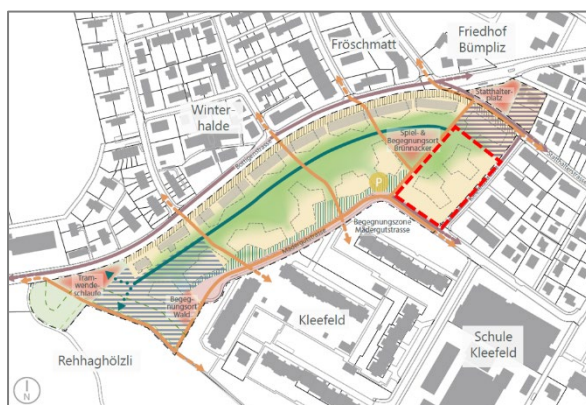 Friedhof
Bümpliz
Fröschmatt
Statthalter-
platz
Winter-
halde
Bottigenstrasse
Spiel- &
Begegnungsort
Brünnacker
P
Begegnungszone
Mädergutstrasse
Tram-
wende-
schlaufe
Begeg-
nungsort
Wald
Kleefeld
Schule
Kleefeld
Rehhaghölzli
N